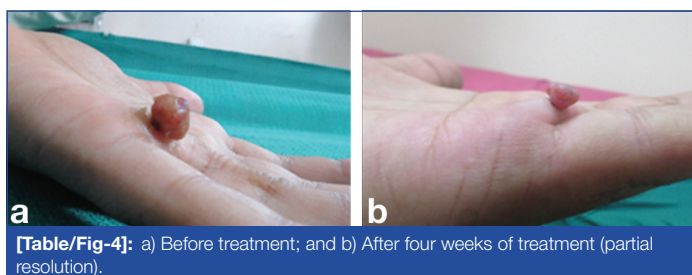 a
b
[Table/Fig-4]: a) Before treatment; and b) After four weeks of treatment (partial
resolution).